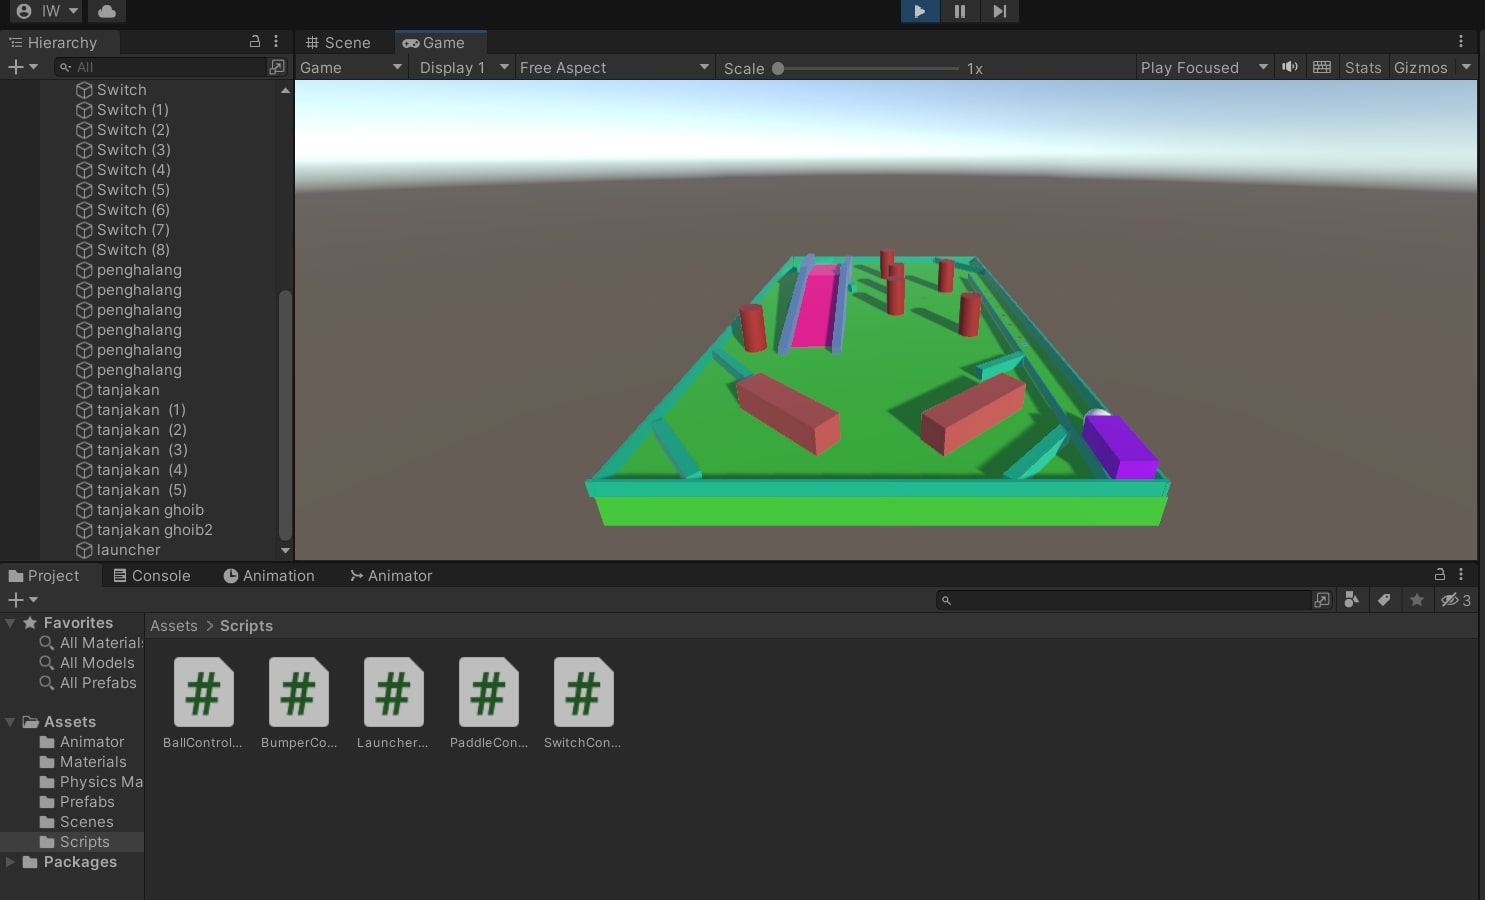 IW
Hierarchy
All
Switch
Switch (1)
Switch (2)
Switch (3)
Switch (4)
Switch (5)
Switch (6)
Switch (7)
Switch (8)
penghalang
penghalang
penghalang
penghalang
penghalang
penghalang
tanjakan
tanjakan (1)
tanjakan (2)
tanjakan (3)
tanjakan (4)
tanjakan (5)
tanjakan ghoib
tanjakan ghoib2
launcher
Scene Game
Game Display 1 Free Aspect Scale 1x Play Focused Stats Gizmos
Project Console Animation Animator
3
Favorites
All Material
All Models
All Prefabs
Assets
Animator
Materials
Physics Ma
Prefabs
Scenes
Scripts
Packages
Assets > Scripts
BallControl... BumperCo... Launcher... PaddleCon... SwitchCon...